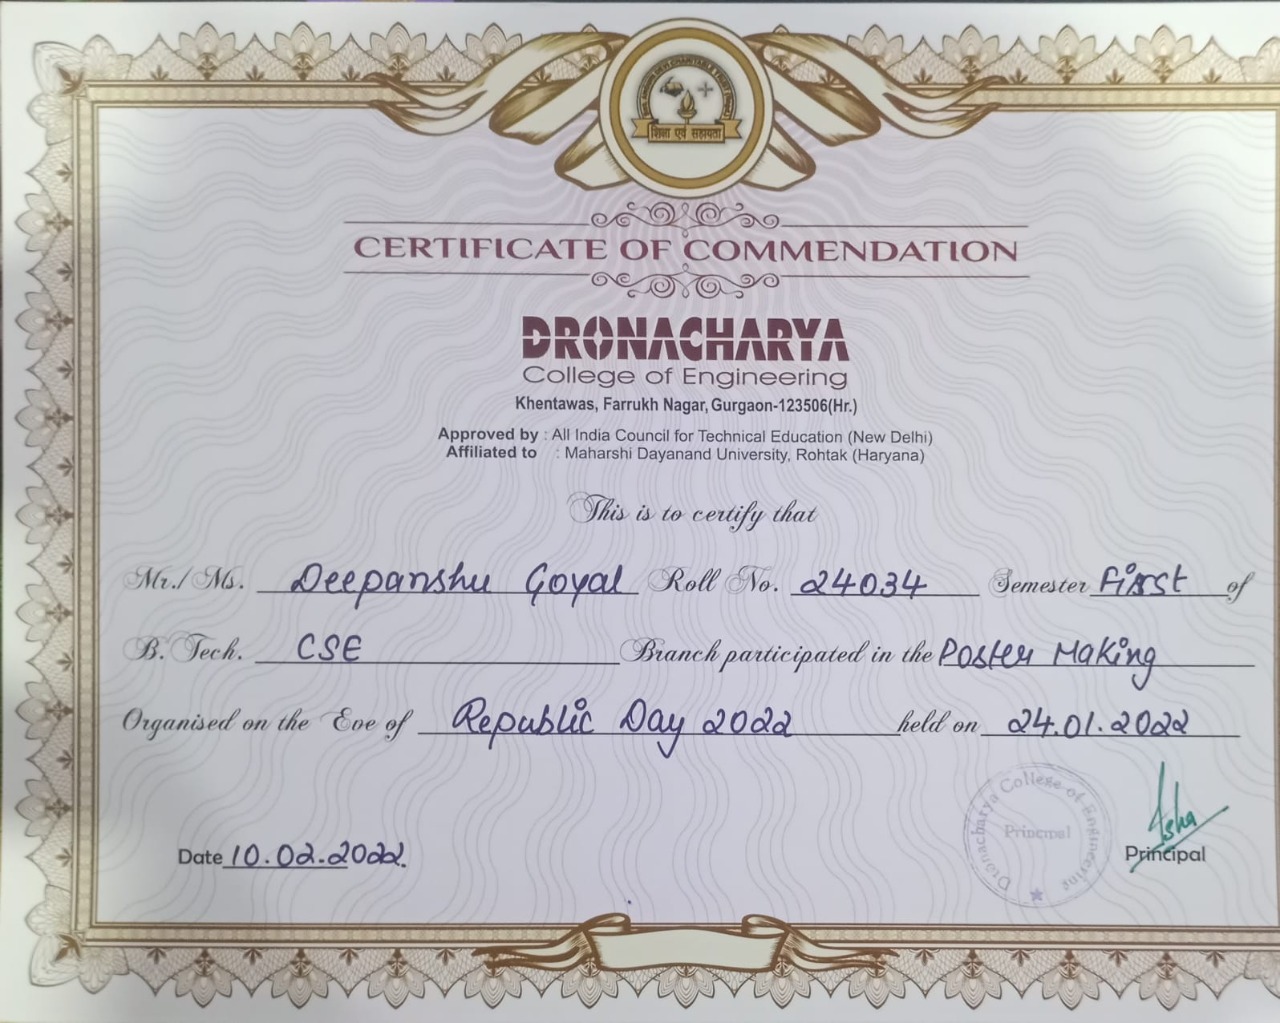 शिक्षा एवं सहायता
CERTIFICATE OF COMMENDATION
DRONACHARYA
College of Engineering
Khentawas, Farrukh Nagar, Gurgaon-123506(Hr.)
Approved by : All India Council for Technical Education (New Delhi)
Affiliated to : Maharshi Dayanand University, Rohtak (Haryana)
This is to certify that
Mr./Ms. Deepanshu Goyal Roll No. 24034 Semester First of
B. Tech. CSE Branch participated in the Poster Making
Organised on the Eve of Republic Day 2022 held on 24.01.2022
Dronacharya College of Engineering
Principal
Asha
Date 10.02.2022.
Principal